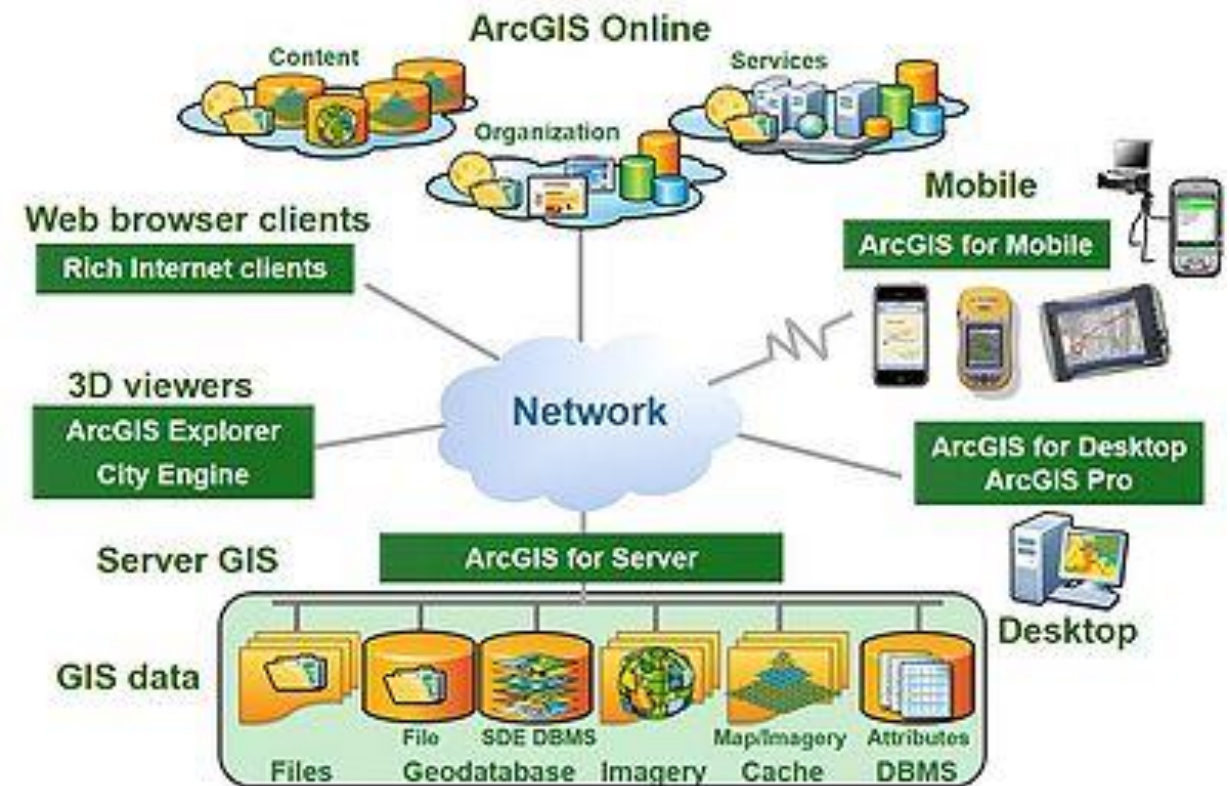 ArcGIS Online
Content
Services
Organization
Mobile
Web browser clients
ArcGIS for Mobile
Rich Internet clients
3D viewers
ArcGIS Explorer
City Engine
Network
ArcGIS for Desktop
ArcGIS Pro
Server GIS
ArcGIS for Server
Desktop
GIS data
File
SDE DBMS
Map/Imagery
Attributes
Files
Geodatabase
Imagery
Cache
DBMS